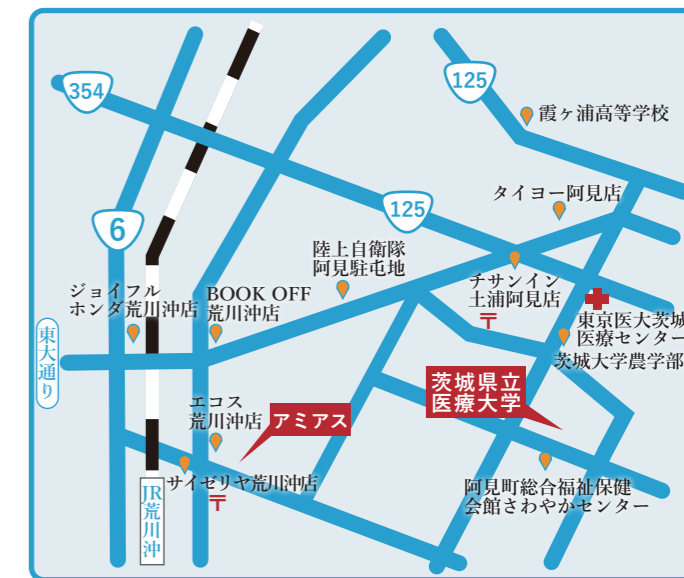 354
125
霞ヶ浦高等学校
タイヨー阿見店
125
6
陸上自衛隊
阿見駐屯地
チサンイン
土浦阿見店
ジョイフル
ホンダ荒川沖店
BOOK OFF
荒川沖店
東京医大茨城
医療センター
東大通り
茨城大学農学部
茨城県立
医療大学
エコス
荒川沖店
アミアス
サイゼリヤ荒川沖店
JR荒川沖
阿見町総合福祉保健
会館さわやかセンター